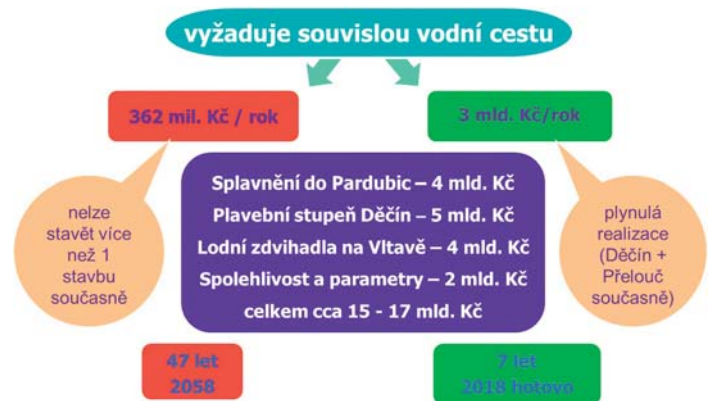 vyžaduje souvislou vodní cestu
362 mil. Kč / rok
3 mld. Kč/rok
nelze
stavět více
než 1
stavbu
současně
Splavnění do Pardubic – 4 mld. Kč
Plavební stupeň Děčín – 5 mld. Kč
Lodní zdvihadla na Vltavě – 4 mld. Kč
Spolehlivost a parametry – 2 mld. Kč
celkem cca 15 - 17 mld. Kč
plynulá
realizace
(Děčín +
Přelouč
současně)
47 let
2058
7 let
2018 hotovo